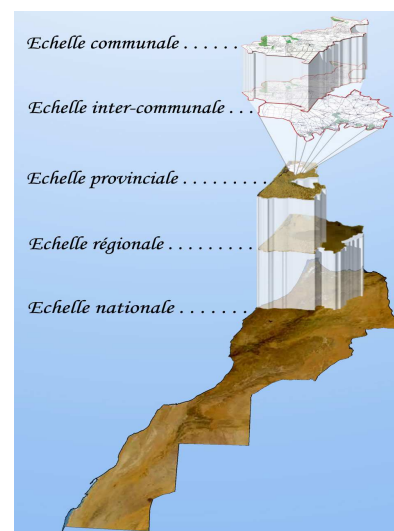 Echelle communale . . . . . .
Echelle inter-communale . . .
Echelle provinciale . . . . . . . .
Echelle régionale . . . . . . . . .
Echelle nationale . . . . . . . .